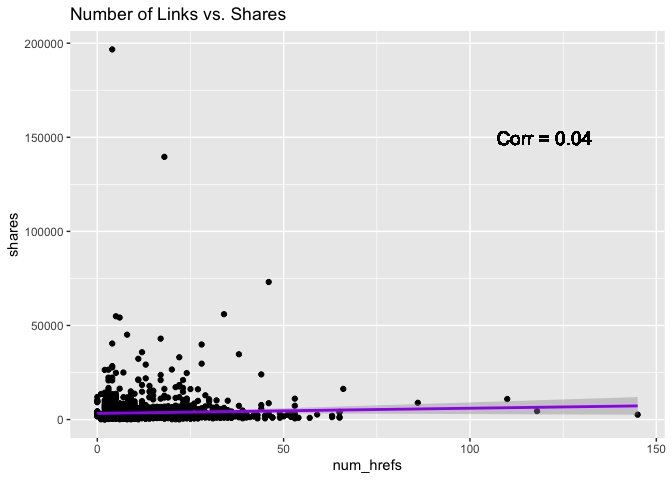 Number of Links vs. Shares
200000
150000
Corr = 0.04
100000
50000
0
shares
0 50 100 150
num_hrefs